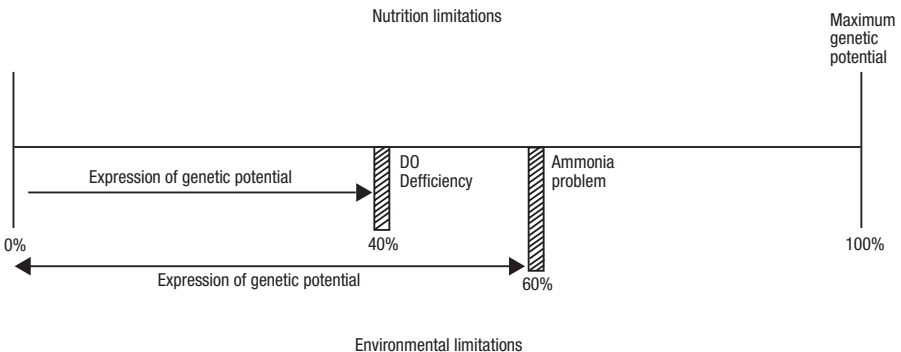 Nutrition limitations
Maximum
genetic
potential
DO
Defficiency
Ammonia
problem
Expression of genetic potential
0%
40%
100%
Expression of genetic potential
60%
Environmental limitations